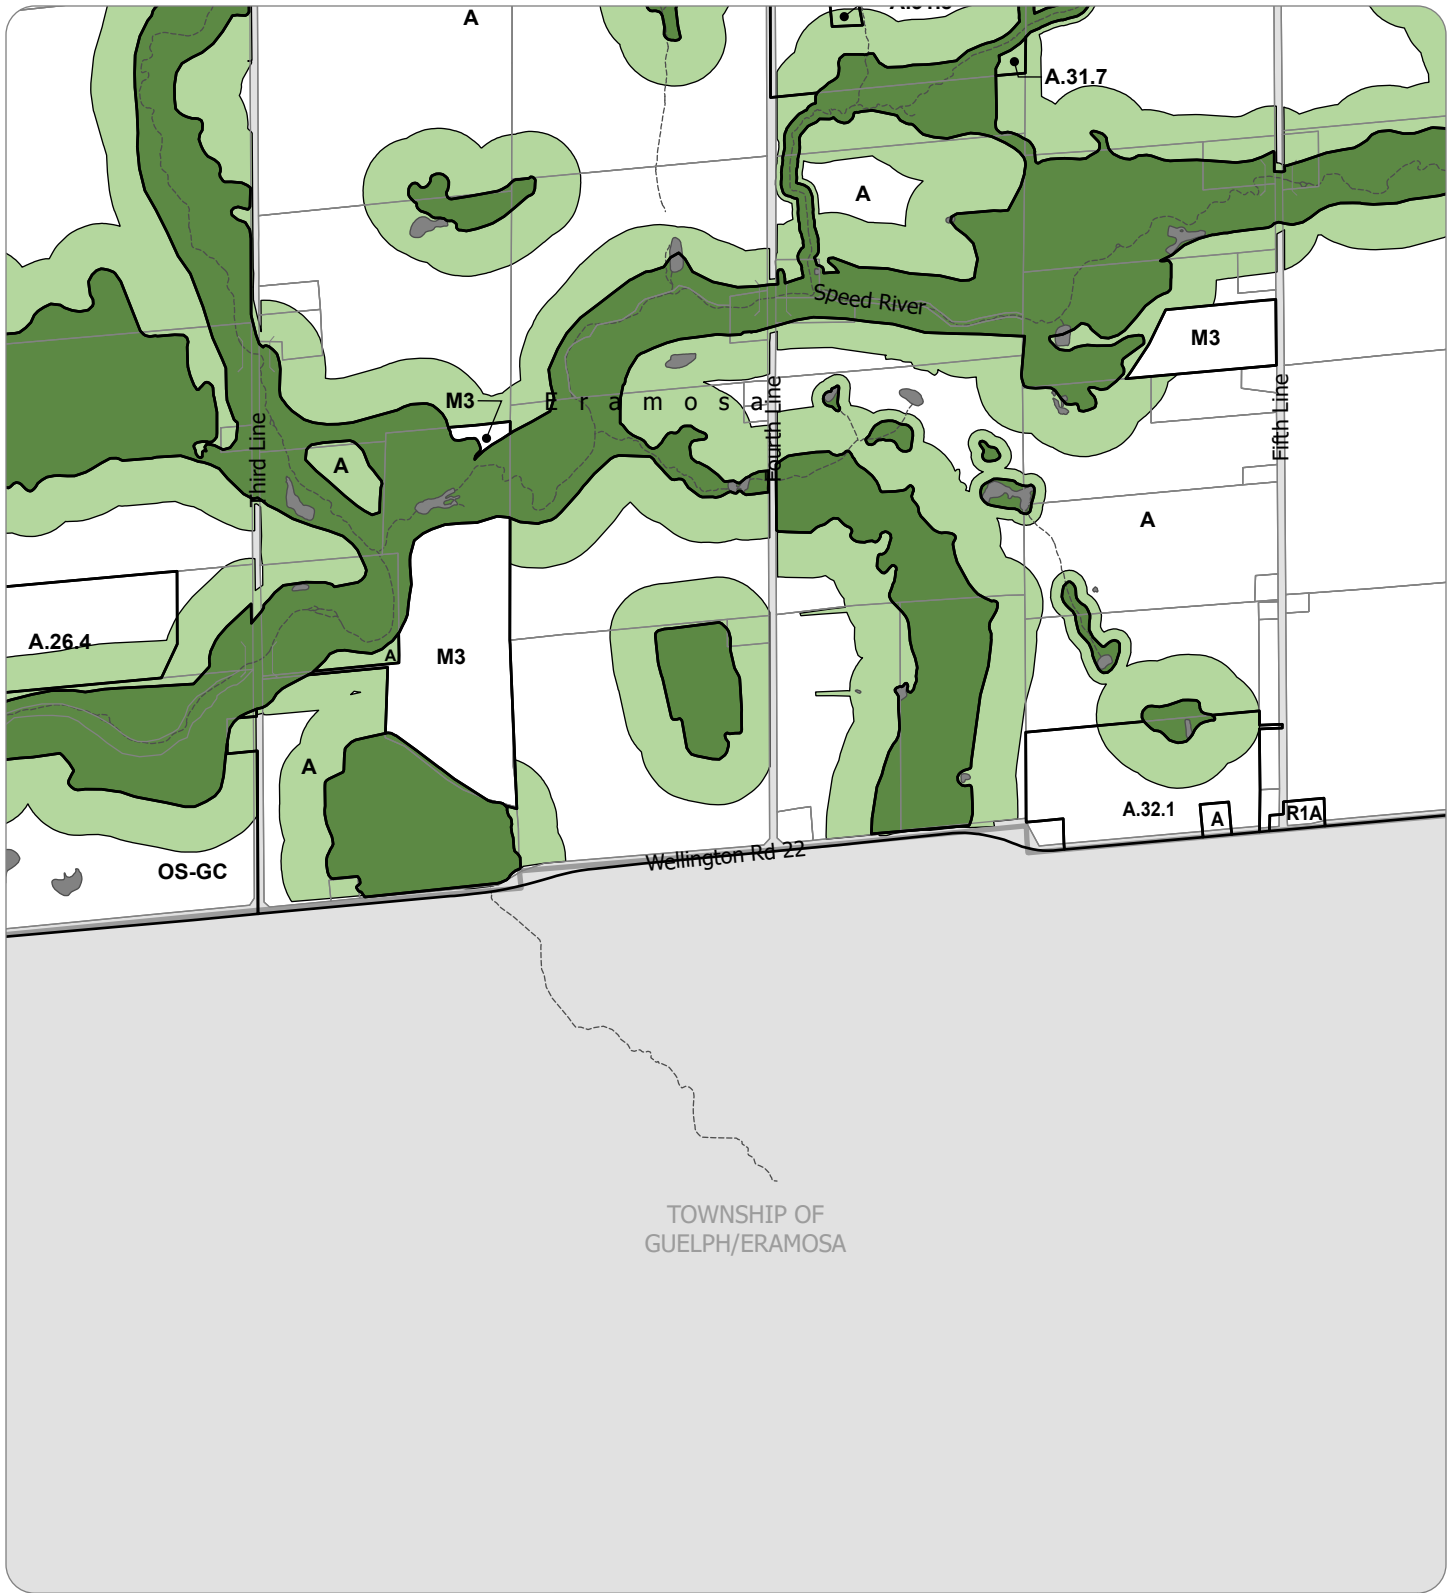 A
A.31.7
A
Speed River
M3
M3
Eramosa
Third Line
Fourth Line
Fifth Line
A
A
A.26.4
A
M3
A
A.32.1
A
R1A
OS-GC
Wellington Rd 22
TOWNSHIP OF
GUELPH/ERAMOSA